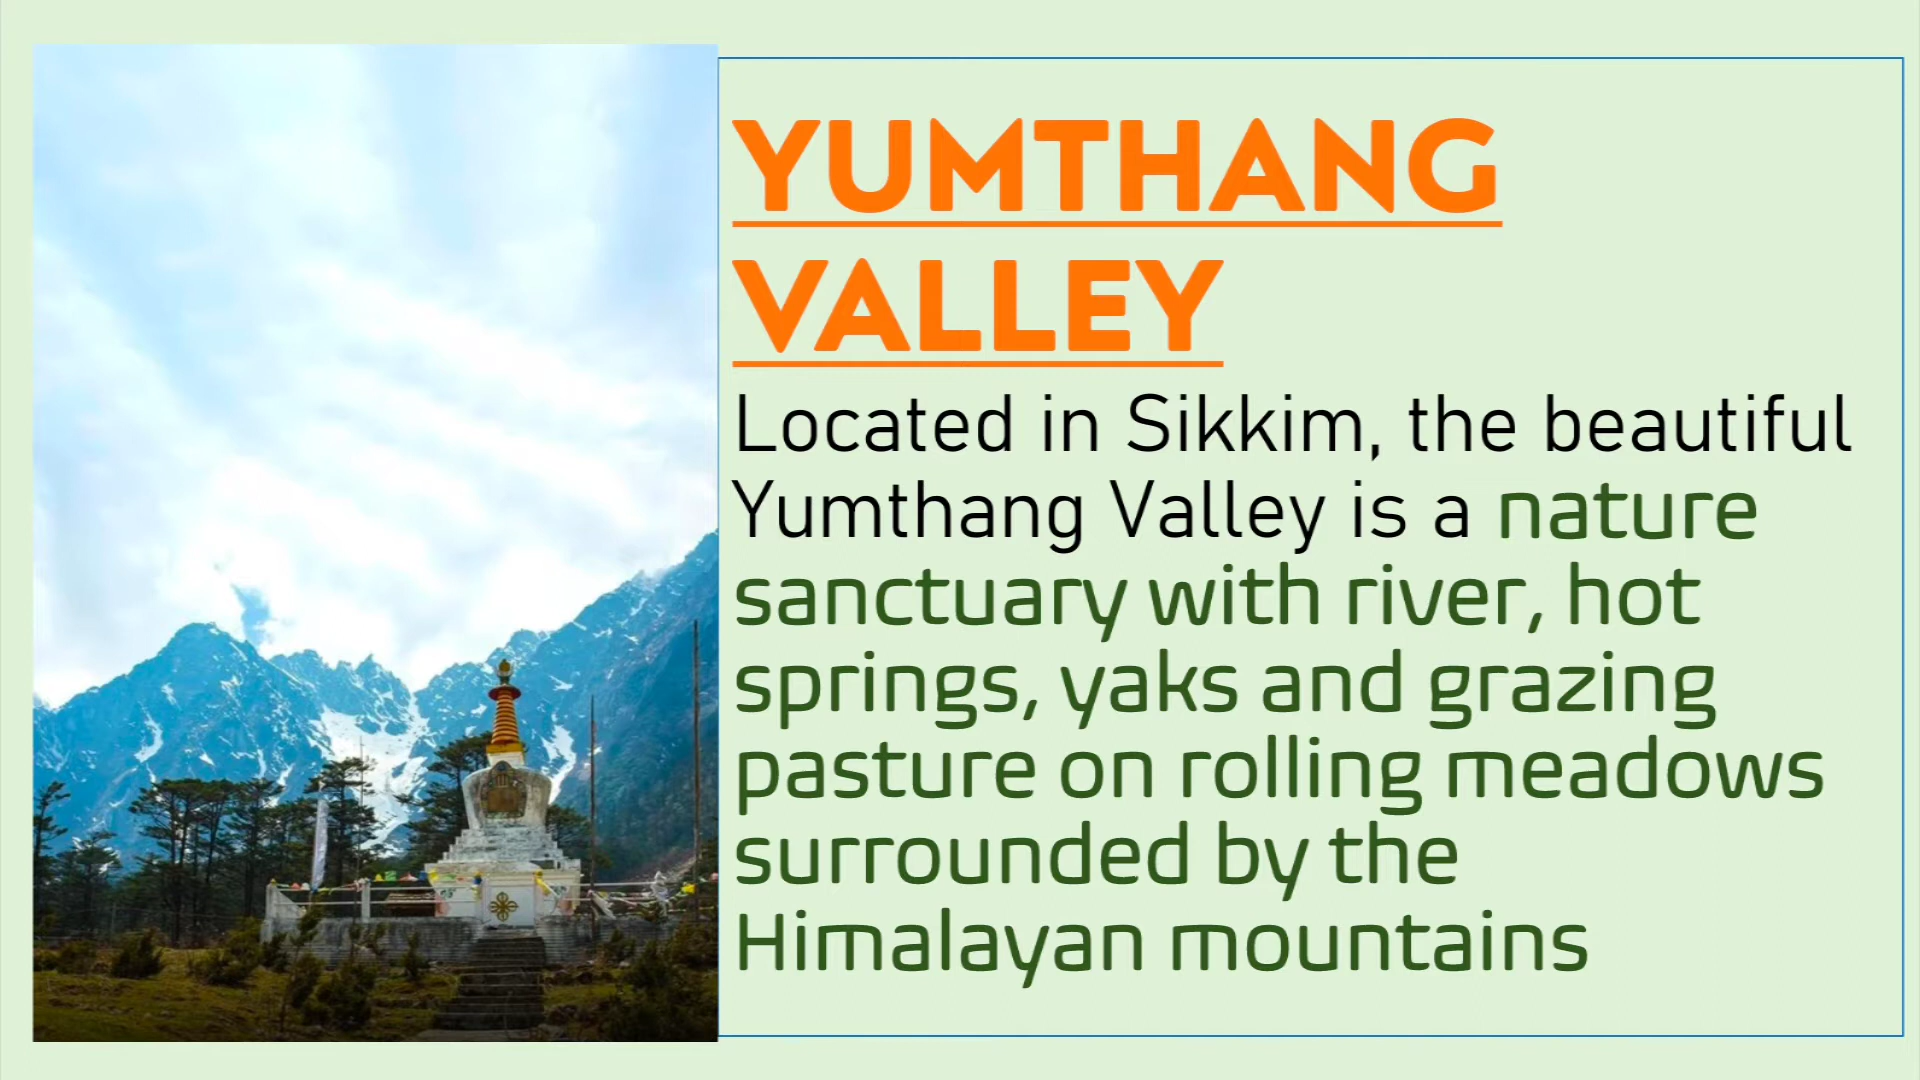 YUMTHANG
VALLEY
Located in Sikkim, the beautiful
Yumthang Valley is a nature
sanctuary with river, hot
springs, yaks and grazing
pasture on rolling meadows
surrounded by the
Himalayan mountains